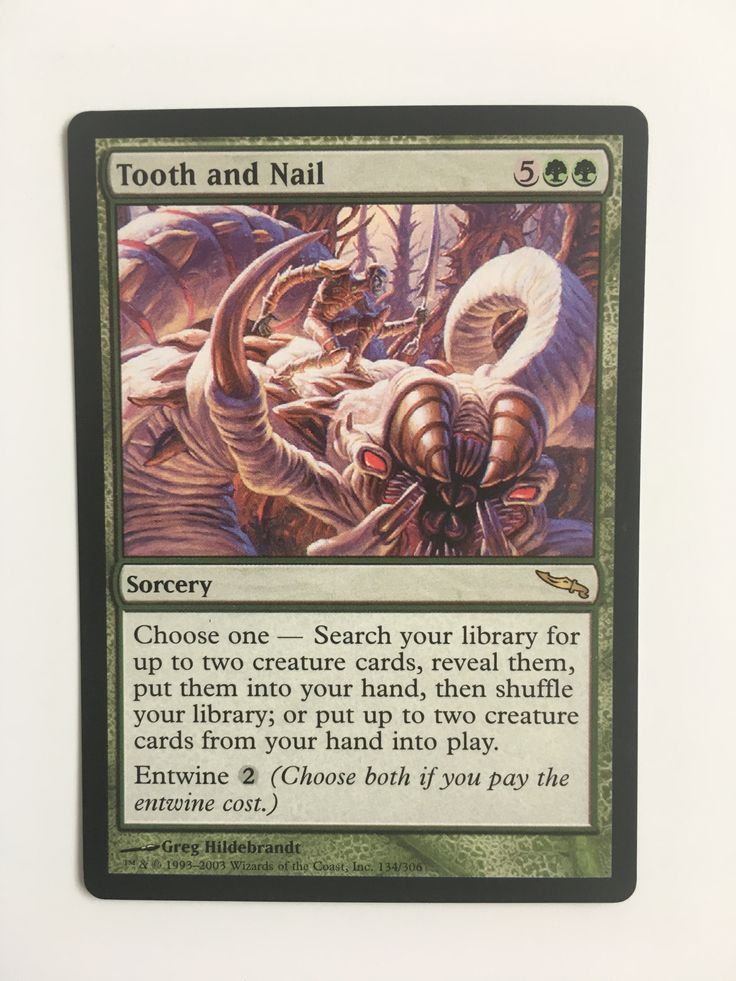 Tooth and Nail 5
Sorcery
Choose one — Search your library for
up to two creature cards, reveal them,
put them into your hand, then shuffle
your library; or put up to two creature
cards from your hand into play.
Entwine 2 (Choose both if you pay the
entwine cost.)
Greg Hildebrandt
™ & © 1993–2003 Wizards of the Coast, Inc. 134/306